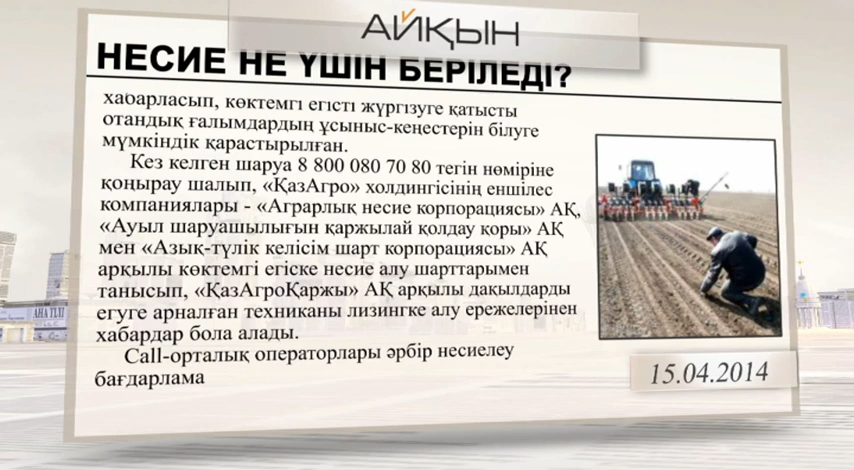 АЙҚЫН
НЕСИЕ НЕ ҮШІН БЕРІЛЕДІ?
хабарласып, көктемгі егісті жүргізуге қатысты
отандық ғалымдардың ұсыныс-кеңестерін білуге
мүмкіндік қарастырылған.
Кез келген шаруа 8 800 080 70 80 тегін нөміріне
қоңырау шалып, «ҚазАгро» холдингісінің еншілес
компаниялары - «Аграрлық несие корпорациясы» АҚ,
«Ауыл шаруашылығын қаржылай қолдау қоры» АҚ
мен «Азық-түлік келісім шарт корпорациясы» АҚ
арқылы көктемгі егіске несие алу шарттарымен
танысып, «ҚазАгроҚаржы» АҚ арқылы дақылдарды
егуге арналған техниканы лизингке алу ережелерінен
хабардар бола алады.
Call-орталық операторлары әрбір несиелеу
бағдарлама
15.04.2014